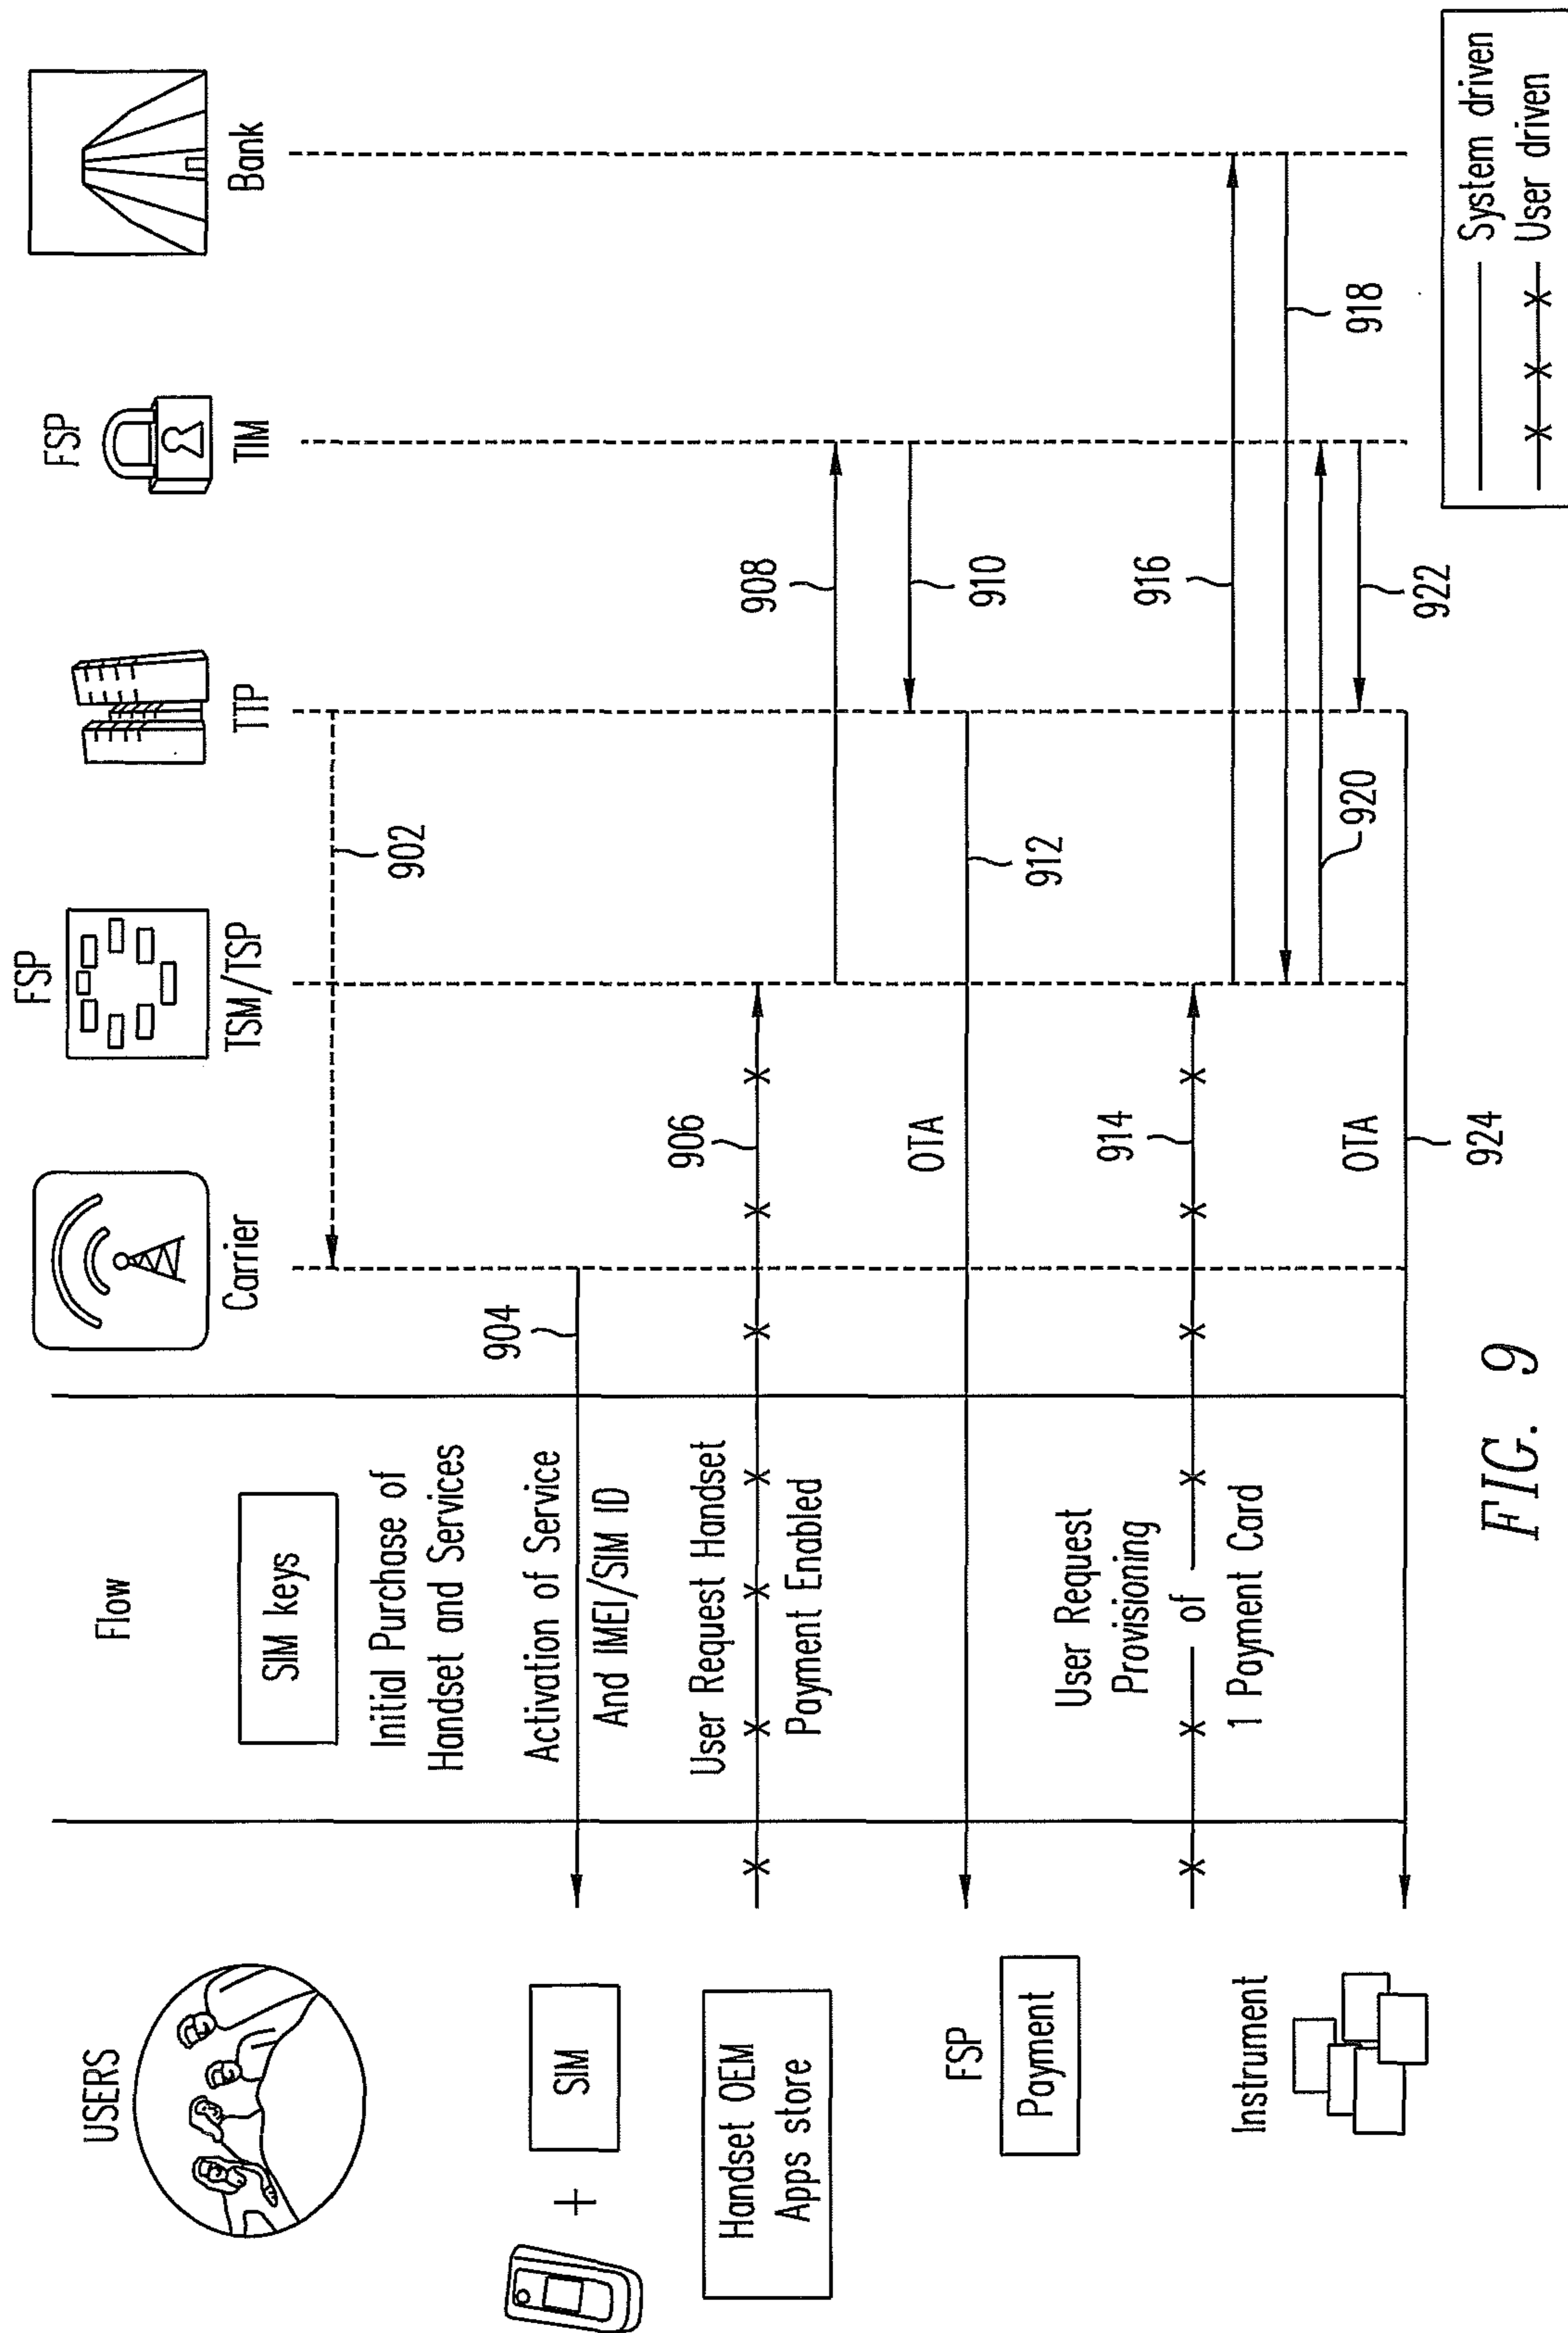 USERS
Flow
Carrier
FSP
TSM/TSP
TTP
FSP
TIM
Bank
SIM keys
902
Initial Purchase of
Handset and Services
+
SIM
Activation of Service
And IMEI/SIM ID
904
Handset OEM
Apps store
User Request Handset
Payment Enabled
906
908
910
OTA
912
FSP
Payment
User Request
Provisioning
of
1 Payment Card
914
916
918
Instrument
920
922
OTA
924
System driven
User driven
FIG. 9